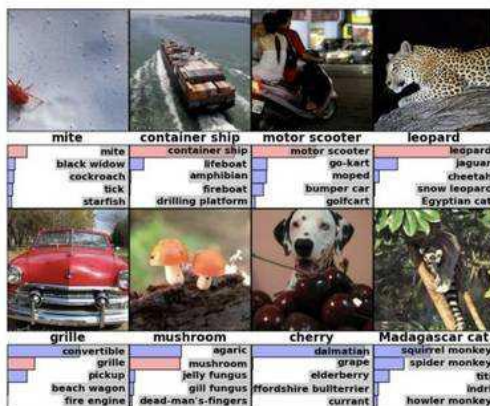 mite
container ship
motor scooter
leopard
mite
black widow
cockroach
tick
starfish
container ship
lifeboat
amphibian
fireboat
drilling platform
motor scooter
go-kart
moped
bumper car
golfcart
leopard
jaguar
cheetah
snow leopard
Egyptian cat
grille
mushroom
cherry
Madagascar cat
convertible
grille
pickup
beach wagon
fire engine
agaric
mushroom
jelly fungus
gill fungus
dead-man's-fingers
dalmatian
grape
elderberry
ffordshire bullterrier
currant
squirrel monkey
spider monkey
titi
indri
howler monkey